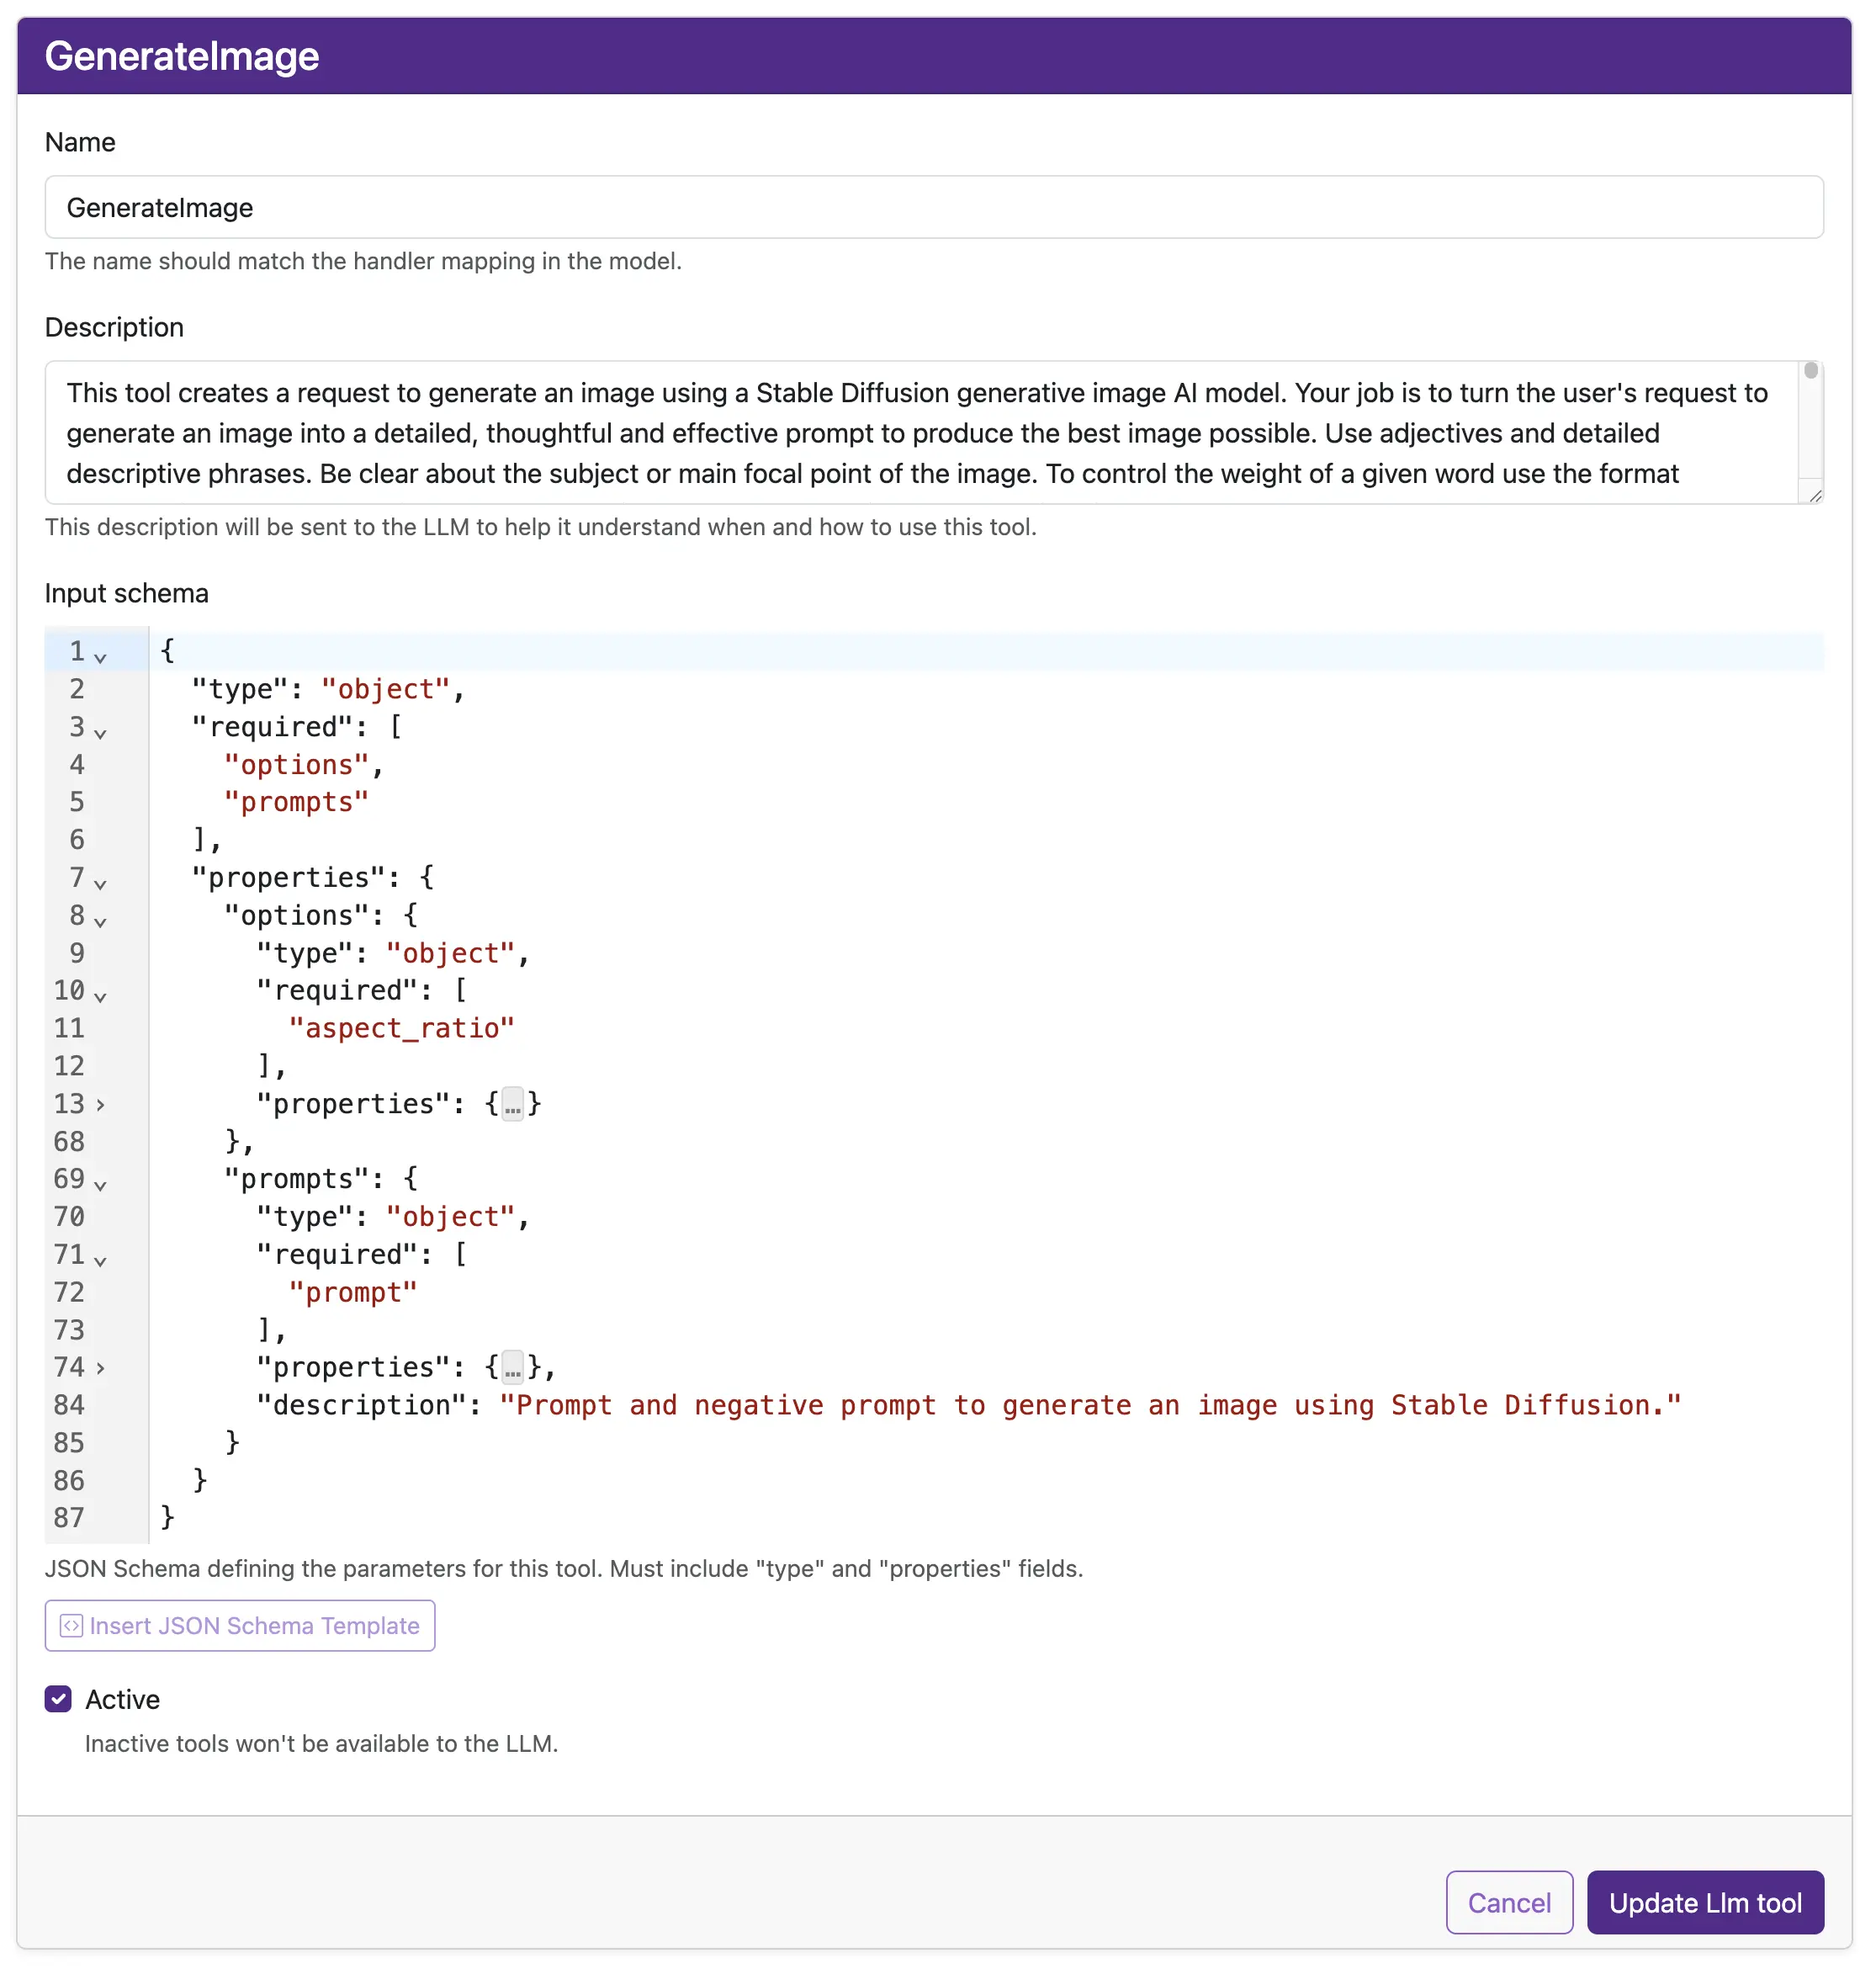 GenerateImage
Name
GenerateImage
The name should match the handler mapping in the model.
Description
This tool creates a request to generate an image using a Stable Diffusion generative image AI model. Your job is to turn the user's request to
generate an image into a detailed, thoughtful and effective prompt to produce the best image possible. Use adjectives and detailed
descriptive phrases. Be clear about the subject or main focal point of the image. To control the weight of a given word use the format
This description will be sent to the LLM to help it understand when and how to use this tool.
Input schema
1 {
2   "type": "object",
3   "required": [
4     "options",
5     "prompts"
6   ],
7   "properties": {
8     "options": {
9       "type": "object",
10       "required": [
11         "aspect_ratio"
12       ],
13       "properties": {…}
68     },
69     "prompts": {
70       "type": "object",
71       "required": [
72         "prompt"
73       ],
74       "properties": {…},
84       "description": "Prompt and negative prompt to generate an image using Stable Diffusion."
85     }
86   }
87 }
JSON Schema defining the parameters for this tool. Must include "type" and "properties" fields.
Insert JSON Schema Template
Active
Inactive tools won't be available to the LLM.
Cancel
Update Llm tool